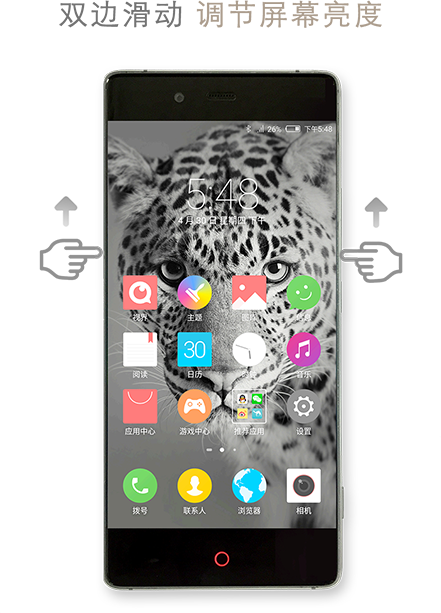 双边滑动 调节屏幕亮度
26% 下午5:48
5:48
4月30日 星期四 下午
视界 主题 图库
阅读 30 日历 时钟 音乐
应用中心 游戏中心 推荐应用 设置
拨号 联系人 浏览器 相机